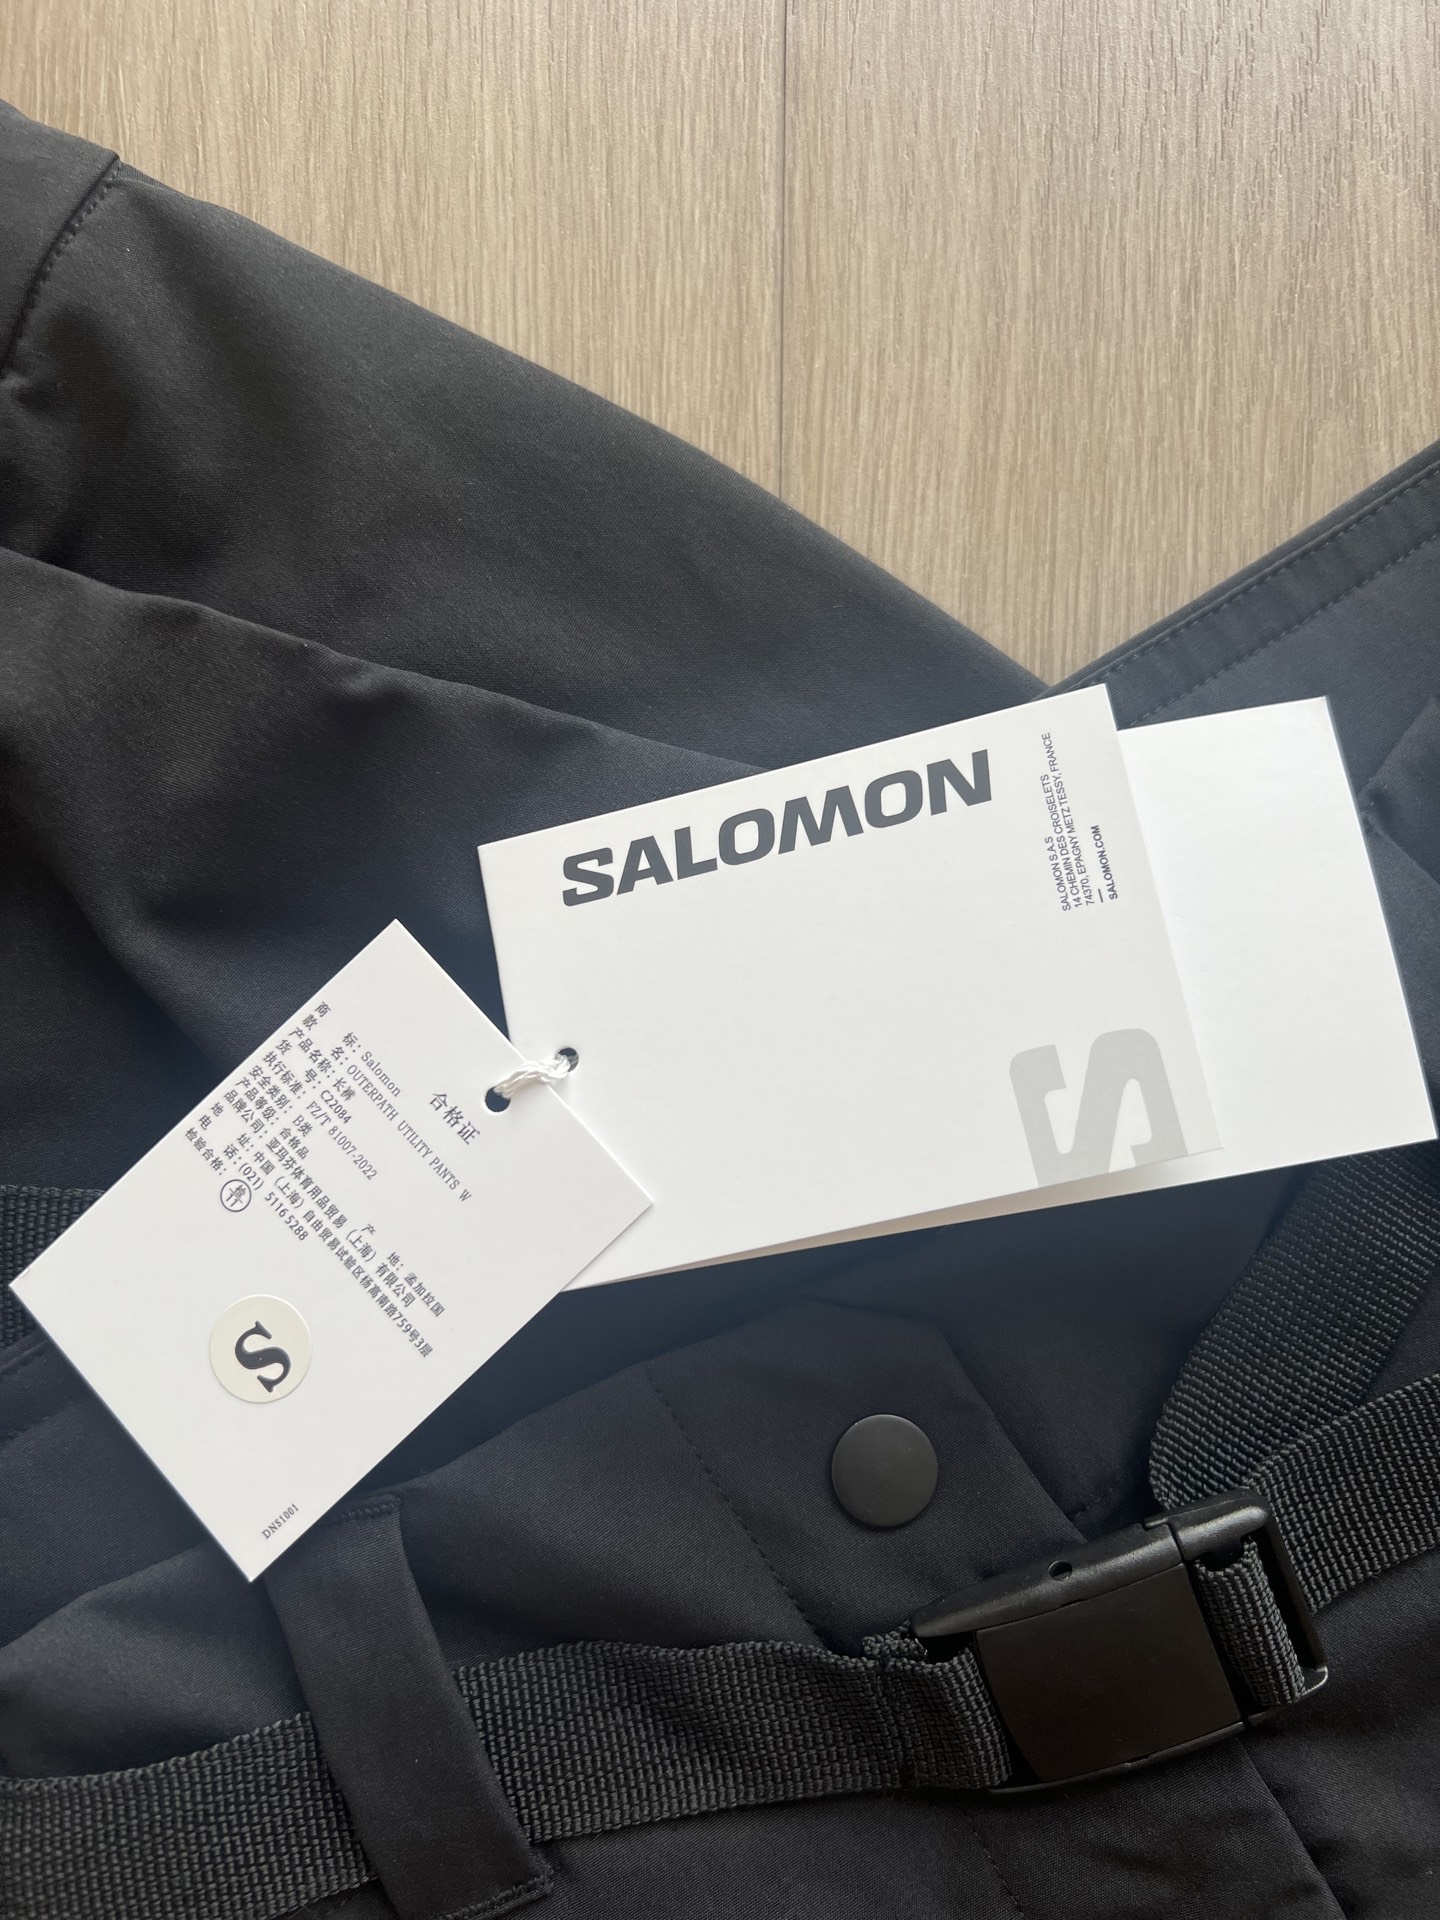 SALOMON
SALOMON S.A.S
14 CHEMIN DES CROISELETS
74370, EPAGNY METZ TESSY, FRANCE
—
SALOMON.COM
合格证
商 标: Salomon
款 名: OUTERPATH UTILITY PANTS W
产品名称: 长裤
货 号: C22084
执行标准: FZ/T 81007-2022
安全类别: B类
产品等级: 合格品 产 地: 孟加拉国
品牌公司: 亚玛芬体育用品贸易（上海）有限公司
地 址: 中国（上海）自由贸易试验区杨高南路759号3层
电 话: (021) 5116 5288
检验合格: 检11
S
DNS1001